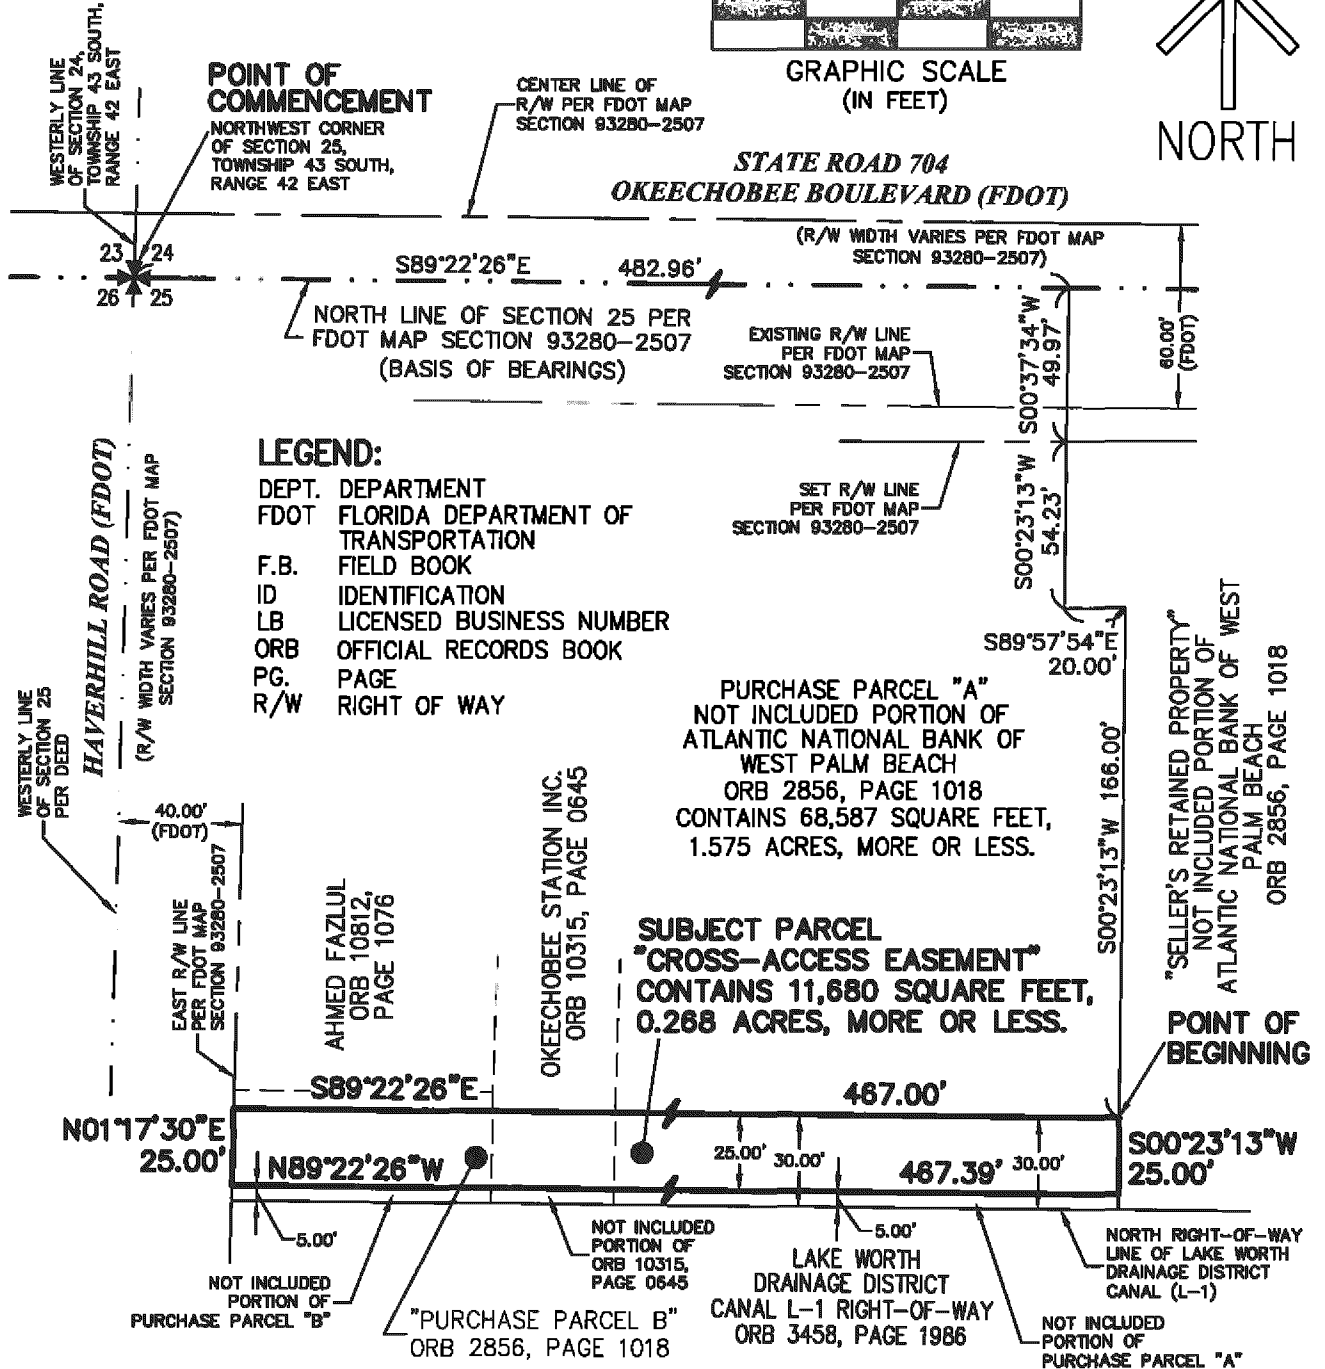 GRAPHIC SCALE
(IN FEET)
NORTH
WESTERLY LINE
OF SECTION 24,
TOWNSHIP 43 SOUTH,
RANGE 42 EAST
POINT OF
COMMENCEMENT
NORTHWEST CORNER
OF SECTION 25,
TOWNSHIP 43 SOUTH,
RANGE 42 EAST
CENTER LINE OF
R/W PER FDOT MAP
SECTION 93280-2507
STATE ROAD 704
OKEECHOBEE BOULEVARD (FDOT)
(R/W WIDTH VARIES PER FDOT MAP
SECTION 93280-2507)
23 24
26 25
S89°22'26"E 482.96'
NORTH LINE OF SECTION 25 PER
FDOT MAP SECTION 93280-2507
(BASIS OF BEARINGS)
EXISTING R/W LINE
PER FDOT MAP
SECTION 93280-2507
S00°37'34"W
49.97'
60.00'
(FDOT)
SET R/W LINE
PER FDOT MAP
SECTION 93280-2507
S00°23'13"W
54.23'
S89°57'54"E
20.00'
LEGEND:
DEPT. DEPARTMENT
FDOT FLORIDA DEPARTMENT OF
TRANSPORTATION
F.B. FIELD BOOK
ID IDENTIFICATION
LB LICENSED BUSINESS NUMBER
ORB OFFICIAL RECORDS BOOK
PG. PAGE
R/W RIGHT OF WAY
HAVERHILL ROAD (FDOT)
(R/W WIDTH VARIES PER FDOT MAP
SECTION 93280-2507)
WESTERLY LINE
OF SECTION 25
PER DEED
40.00'
(FDOT)
EAST R/W LINE
PER FDOT MAP
SECTION 93280-2507
AHMED FAZLUL
ORB 10812,
PAGE 1076
OKEECHOBEE STATION INC.
ORB 10315, PAGE 0645
PURCHASE PARCEL "A"
NOT INCLUDED PORTION OF
ATLANTIC NATIONAL BANK OF
WEST PALM BEACH
ORB 2856, PAGE 1018
CONTAINS 68,587 SQUARE FEET,
1.575 ACRES, MORE OR LESS.
S00°23'13"W 166.00'
"SELLER'S RETAINED PROPERTY"
NOT INCLUDED PORTION OF
ATLANTIC NATIONAL BANK OF WEST
PALM BEACH
ORB 2856, PAGE 1018
SUBJECT PARCEL
"CROSS-ACCESS EASEMENT"
CONTAINS 11,680 SQUARE FEET,
0.268 ACRES, MORE OR LESS.
POINT OF
BEGINNING
S89°22'26"E 467.00'
N01°17'30"E
25.00'
N89°22'26"W 467.39'
25.00' 30.00' 30.00'
S00°23'13"W
25.00'
5.00'
5.00'
NOT INCLUDED
PORTION OF
PURCHASE PARCEL "B"
"PURCHASE PARCEL B"
ORB 2856, PAGE 1018
NOT INCLUDED
PORTION OF
ORB 10315,
PAGE 0645
LAKE WORTH
DRAINAGE DISTRICT
CANAL L-1 RIGHT-OF-WAY
ORB 3458, PAGE 1986
NORTH RIGHT-OF-WAY
LINE OF LAKE WORTH
DRAINAGE DISTRICT
CANAL (L-1)
NOT INCLUDED
PORTION OF
PURCHASE PARCEL "A"